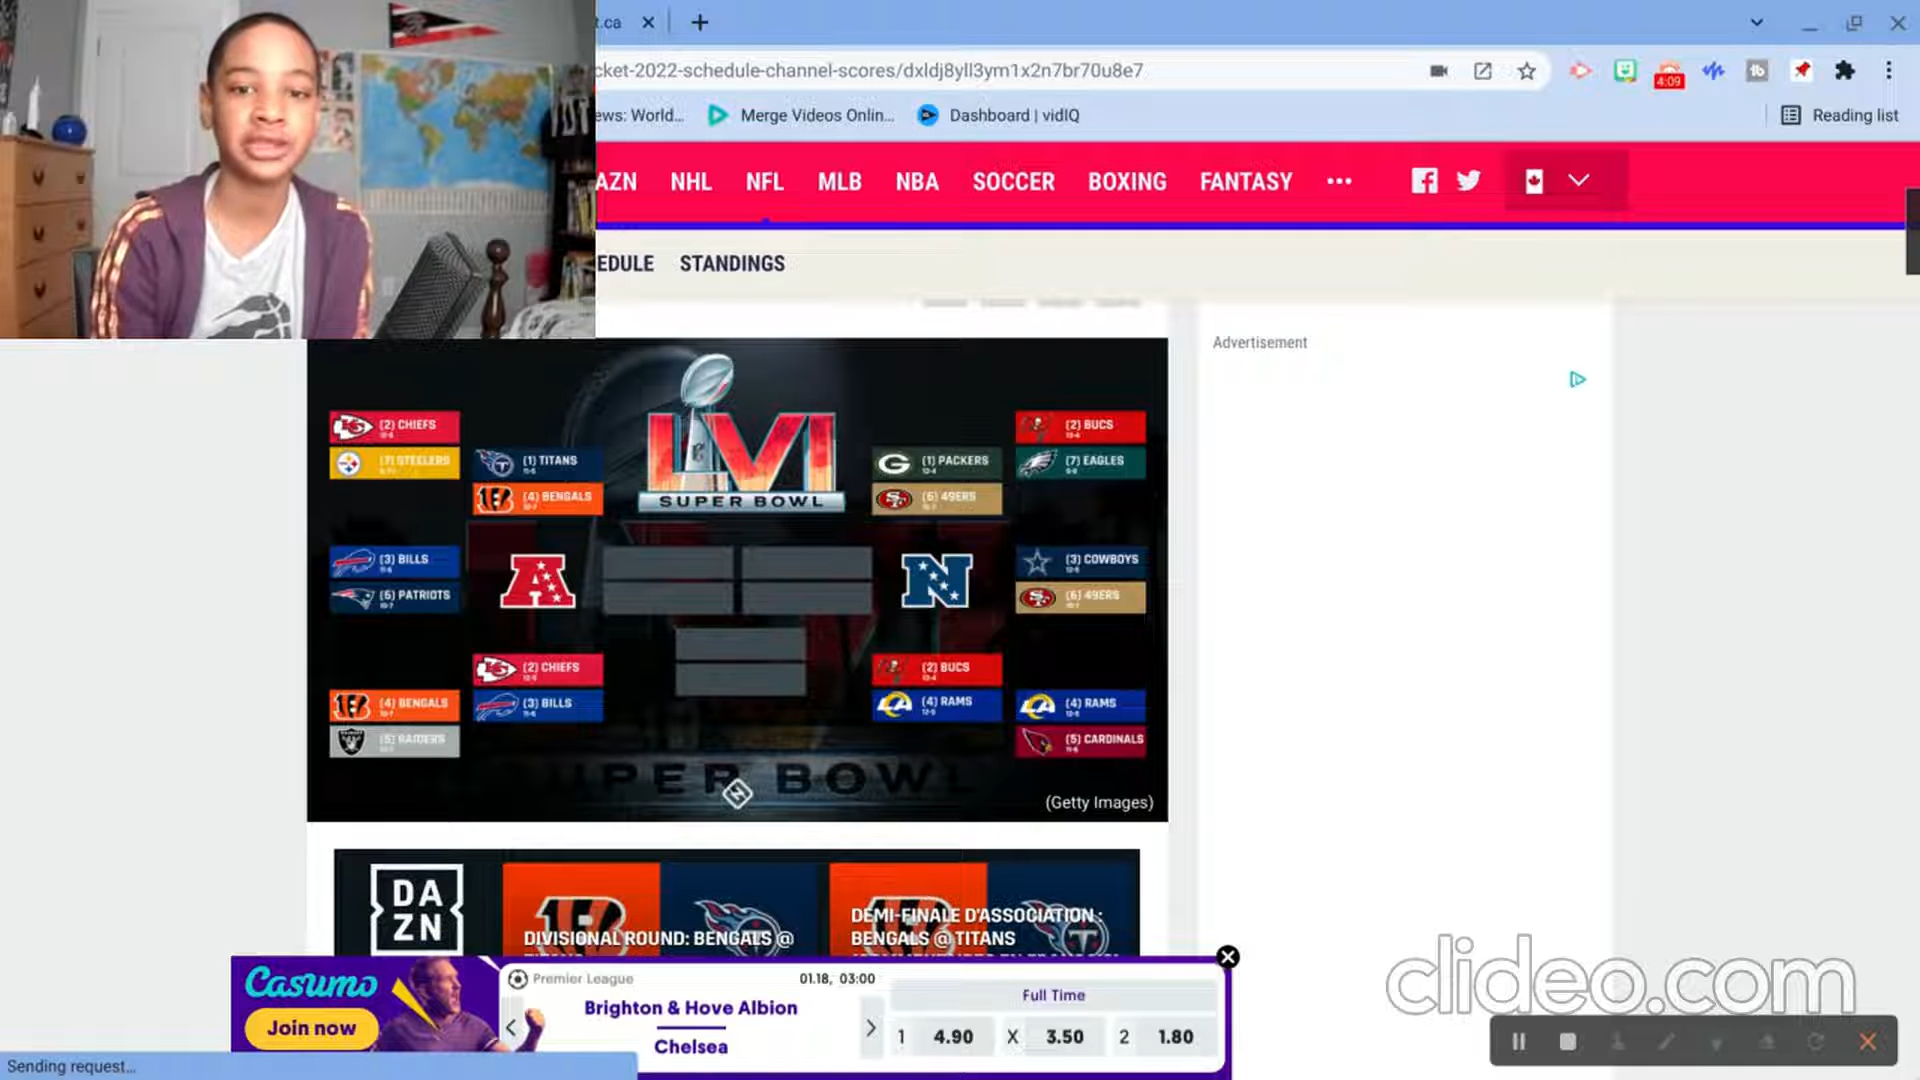 t.ca
cket-2022-schedule-channel-scores/dxldj8yll3ym1x2n7br70u8e7
4:09
tb
ews: World...
Merge Videos Onlin...
Dashboard | vidIQ
Reading list
AZN
NHL
NFL
MLB
NBA
SOCCER
BOXING
FANTASY
EDULE
STANDINGS
Advertisement
(2) CHIEFS
(7) STEELERS
(1) TITANS
(4) BENGALS
LVI
SUPER BOWL
(1) PACKERS
(6) 49ERS
(2) BUCS
(7) EAGLES
(3) BILLS
(6) PATRIOTS
A
N
(3) COWBOYS
(6) 49ERS
(2) CHIEFS
(3) BILLS
(2) BUCS
(4) RAMS
(4) BENGALS
(5) RAIDERS
(4) RAMS
(5) CARDINALS
PER BOWL
(Getty Images)
DA
ZN
DIVISIONAL ROUND: BENGALS @
DEMI-FINALE D'ASSOCIATION :
BENGALS @ TITANS
Casumo
Join now
Premier League
01.18, 03:00
Brighton & Hove Albion
Chelsea
Full Time
1 4.90 X 3.50 2 1.80
clideo.com
Sending request...